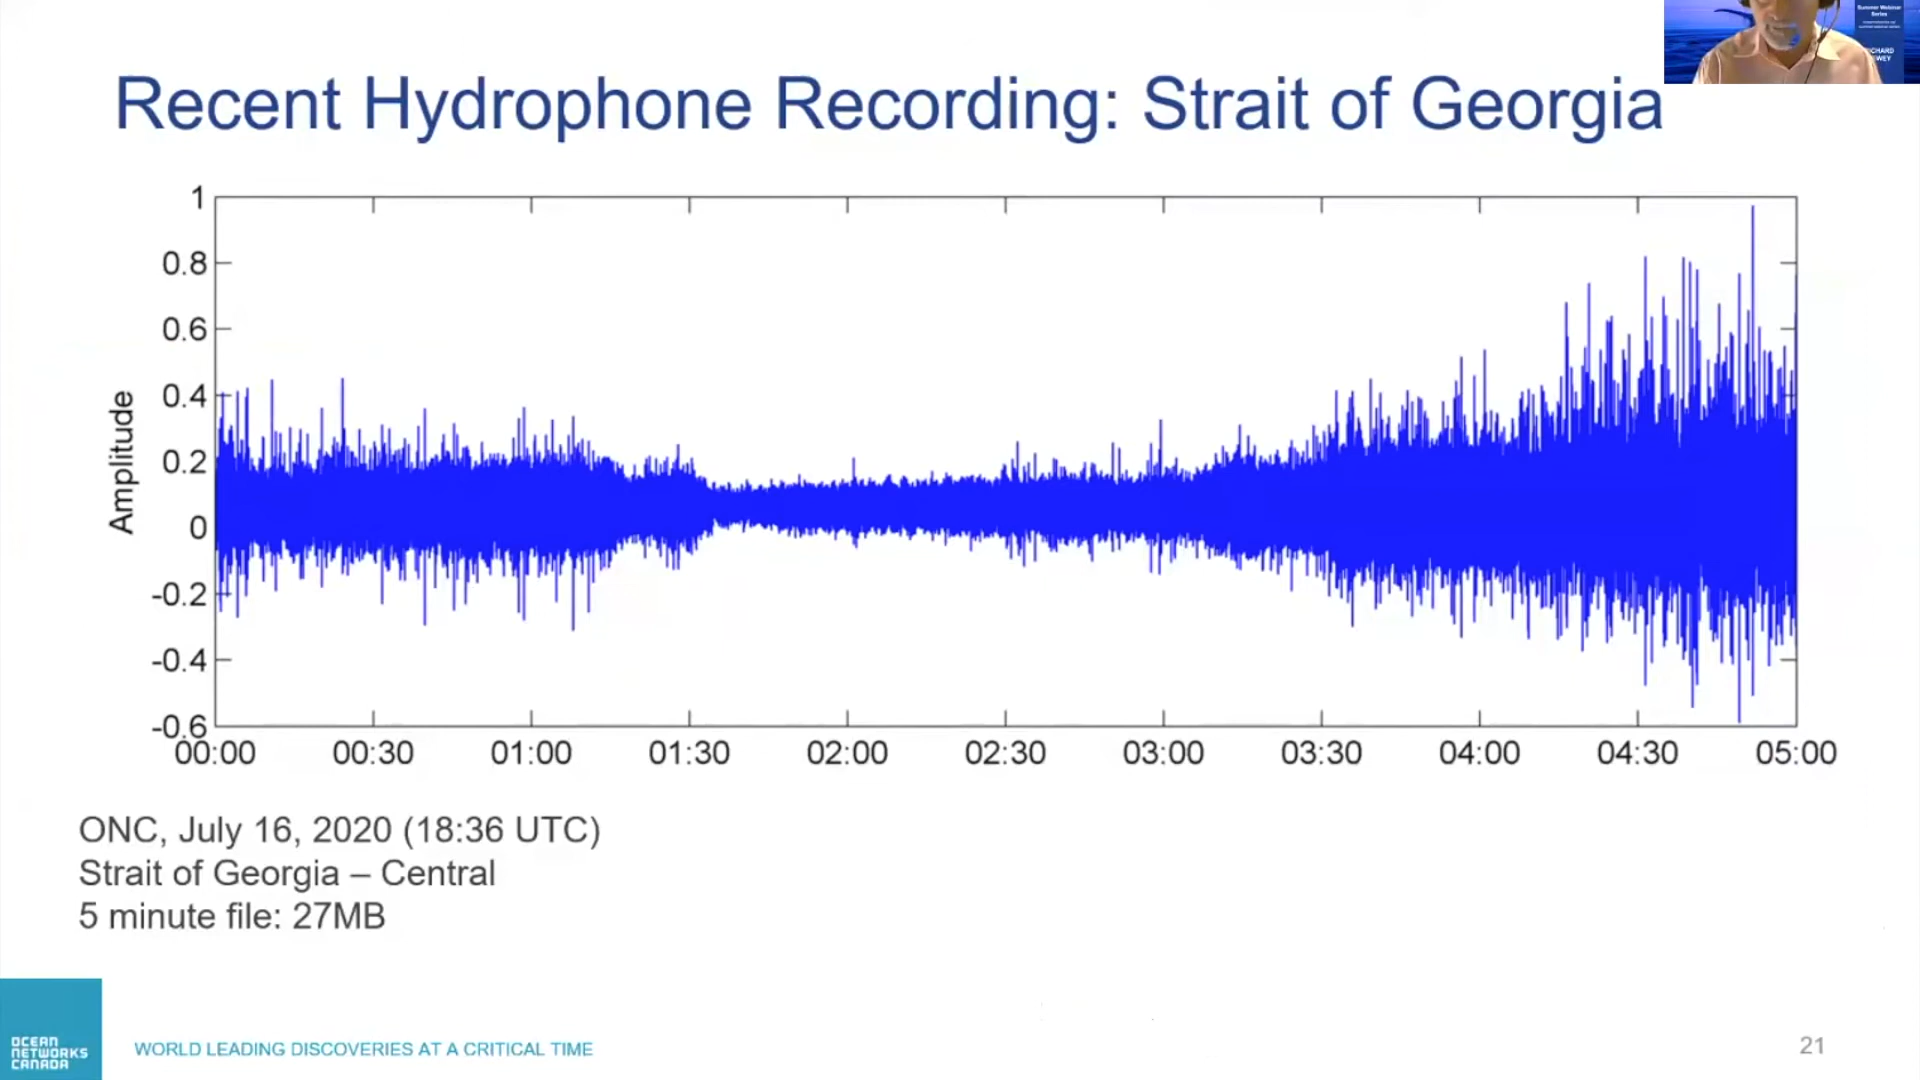 Summer Webinar
Series
Recent Hydrophone Recording: Strait of Georgia
1
0.8
0.6
0.4
0.2
0
-0.2
-0.4
-0.6
Amplitude
00:00 00:30 01:00 01:30 02:00 02:30 03:00 03:30 04:00 04:30 05:00
ONC, July 16, 2020 (18:36 UTC)
Strait of Georgia – Central
5 minute file: 27MB
OCEAN
NETWORKS
CANADA
WORLD LEADING DISCOVERIES AT A CRITICAL TIME
21